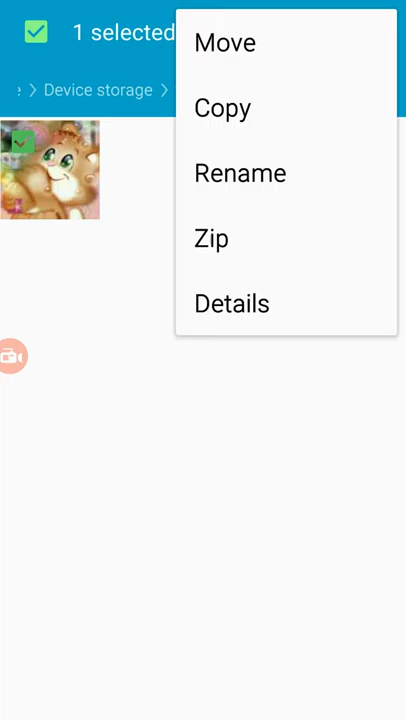 1 selected
e > Device storage >
Move
Copy
Rename
Zip
Details